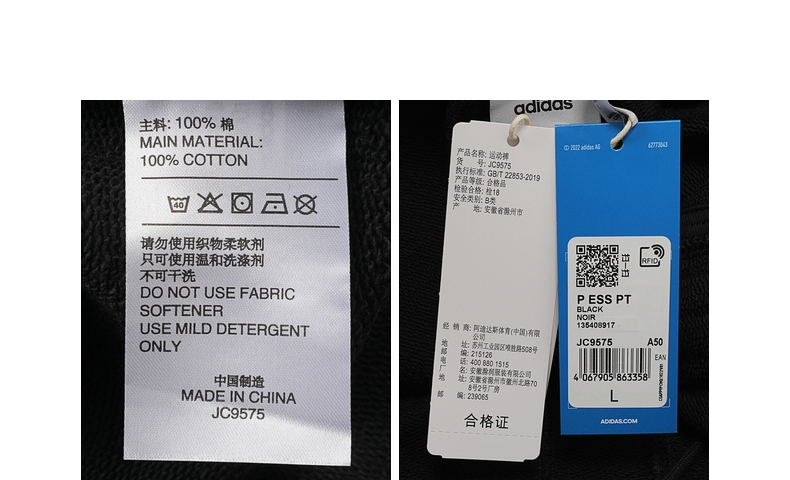 主料: 100% 棉
MAIN MATERIAL:
100% COTTON
40
请勿使用织物柔软剂
只可使用温和洗涤剂
不可干洗
DO NOT USE FABRIC
SOFTENER
USE MILD DETERGENT
ONLY
中国制造
MADE IN CHINA
JC9575
adidas
产品名称: 运动裤
货 号: JC9575
执行标准: GB/T 22853-2019
产品等级: 合格品
检验合格: 检18
安全类别: B类
产 地: 安徽省滁州市
经 销 商: 阿迪达斯体育(中国)有限
公司
地 址: 苏州工业园区唯胜路508号
邮 编: 215126
电 话: 400 880 1515
厂 名: 安徽滁润服装有限公司
地 址: 安徽省滁州市徽州北路70
8号2号厂房
邮 编: 239065
合格证
© 2022 adidas AG
62773043
RFID
P ESS PT
BLACK
NOIR
135408917
JC9575 A50
EAN
4 067905 863358
L
ADIDAS.COM